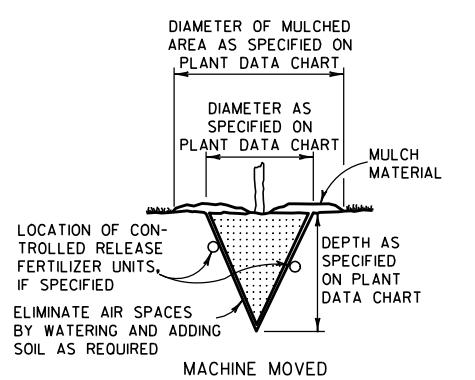 DIAMETER OF MULCHED
AREA AS SPECIFIED ON
PLANT DATA CHART
DIAMETER AS
SPECIFIED ON
PLANT DATA CHART
MULCH
MATERIAL
LOCATION OF CON-
TROLLED RELEASE
FERTILIZER UNITS,
IF SPECIFIED
DEPTH AS
SPECIFIED
ON PLANT
DATA CHART
ELIMINATE AIR SPACES
BY WATERING AND ADDING
SOIL AS REQUIRED
MACHINE MOVED